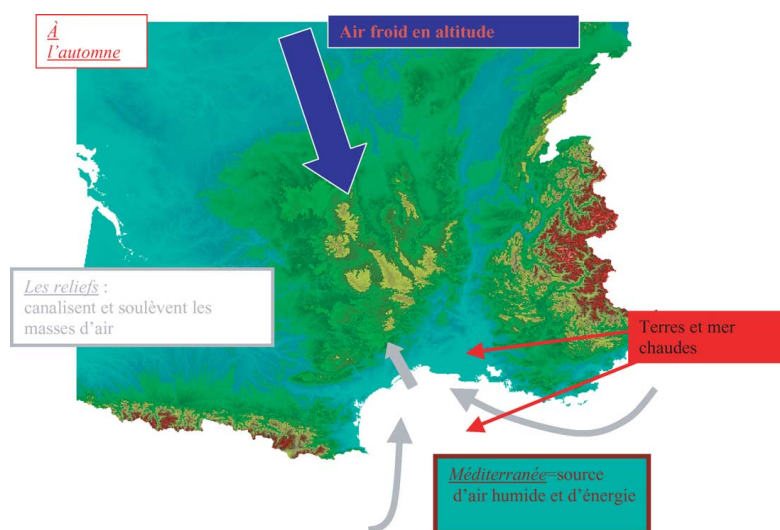 À
l'automne
Air froid en altitude
Les reliefs :
canalisent et soulèvent les
masses d'air
Terres et mer
chaudes
Méditerranée=source
d'air humide et d'énergie